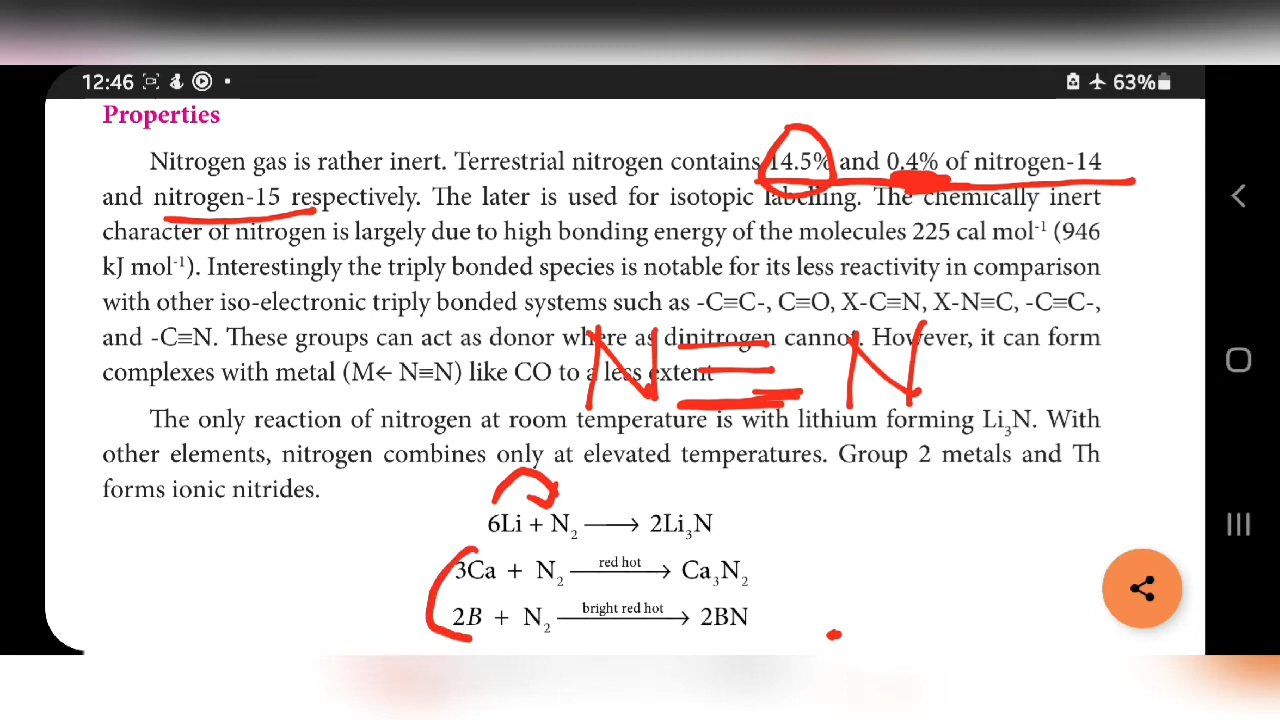 12:46
63%
Properties
Nitrogen gas is rather inert. Terrestrial nitrogen contains 14.5% and 0.4% of nitrogen-14
and nitrogen-15 respectively. The later is used for isotopic labelling. The chemically inert
character of nitrogen is largely due to high bonding energy of the molecules 225 cal mol⁻¹ (946
kJ mol⁻¹). Interestingly the triply bonded species is notable for its less reactivity in comparison
with other iso-electronic triply bonded systems such as -C≡C-, C≡O, X-C≡N, X-N≡C, -C≡C-,
and -C≡N. These groups can act as donor where as dinitrogen cannot. However, it can form
complexes with metal (M← N≡N) like CO to a less extent
N≡N
The only reaction of nitrogen at room temperature is with lithium forming Li₃N. With
other elements, nitrogen combines only at elevated temperatures. Group 2 metals and Th
forms ionic nitrides.
6Li + N₂ ⟶ 2Li₃N
3Ca + N₂ —red hot→ Ca₃N₂
2B + N₂ —bright red hot→ 2BN